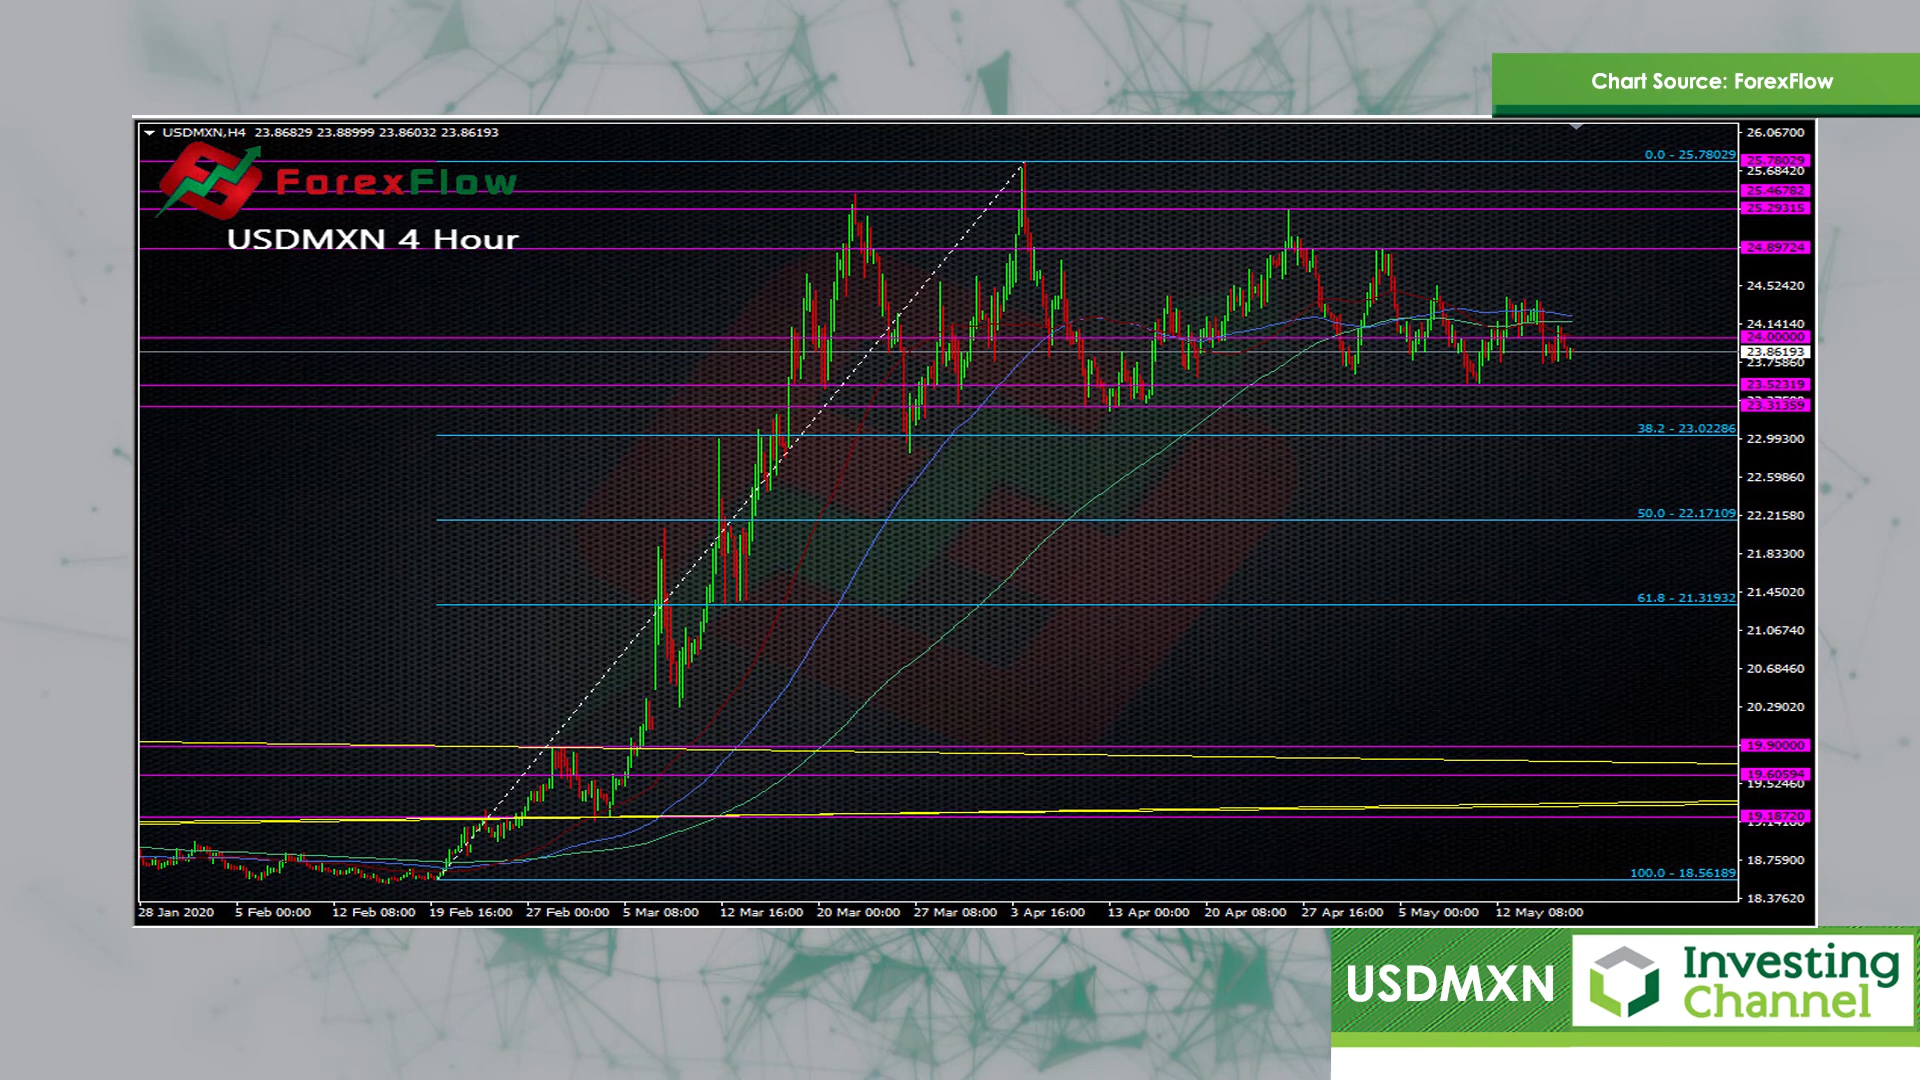 Chart Source: ForexFlow
USDMXN,H4 23.86829 23.88999 23.86032 23.86193
ForexFlow
USDMXN 4 Hour
0.0 - 25.78029
38.2 - 23.02286
50.0 - 22.17109
61.8 - 21.31932
100.0 - 18.56189
26.06700
25.78029
25.68420
25.46782
25.29315
24.89724
24.52420
24.14140
24.00000
23.86193
23.75860
23.52319
23.31359
22.99300
22.59860
22.21580
21.83300
21.45020
21.06740
20.68460
20.29020
19.90000
19.60594
19.52460
19.18720
18.75900
18.37620
28 Jan 2020 5 Feb 00:00 12 Feb 08:00 19 Feb 16:00 27 Feb 00:00 5 Mar 08:00 12 Mar 16:00 20 Mar 00:00 27 Mar 08:00 3 Apr 16:00 13 Apr 00:00 20 Apr 08:00 27 Apr 16:00 5 May 00:00 12 May 08:00
USDMXN
Investing
Channel